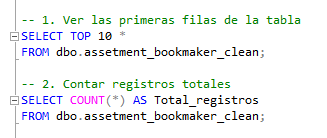 -- 1. Ver las primeras filas de la tabla
SELECT TOP 10 *
FROM dbo.assetment_bookmaker_clean;
-- 2. Contar registros totales
SELECT COUNT(*) AS Total_registros
FROM dbo.assetment_bookmaker_clean;